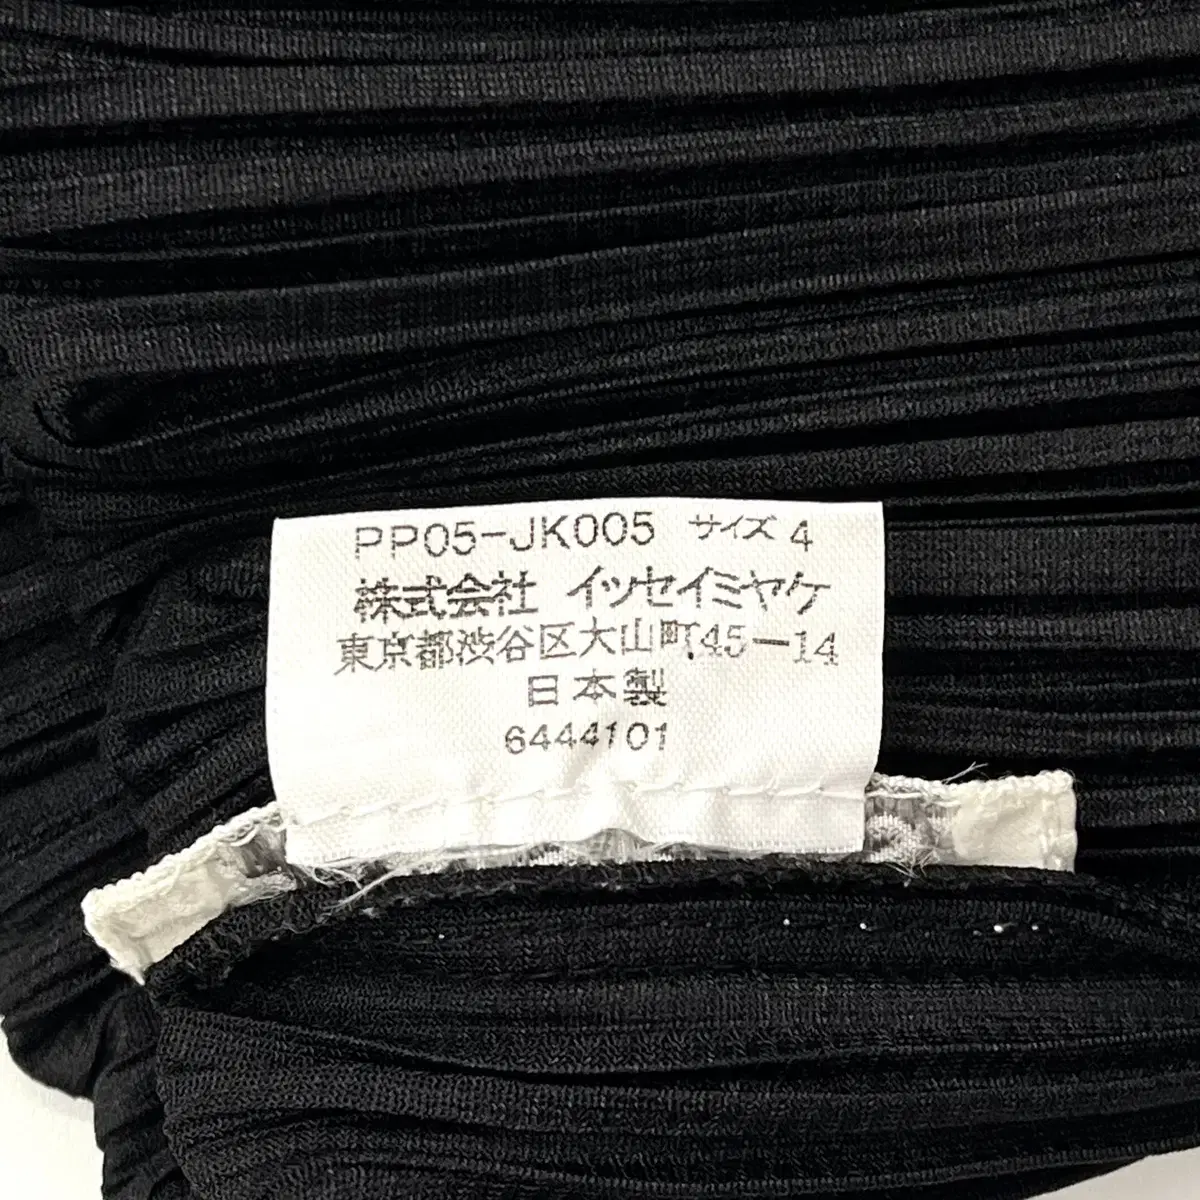 PP05-JK005 サイズ 4
株式会社 イッセイミヤケ
東京都渋谷区大山町45-14
日本製
6444101